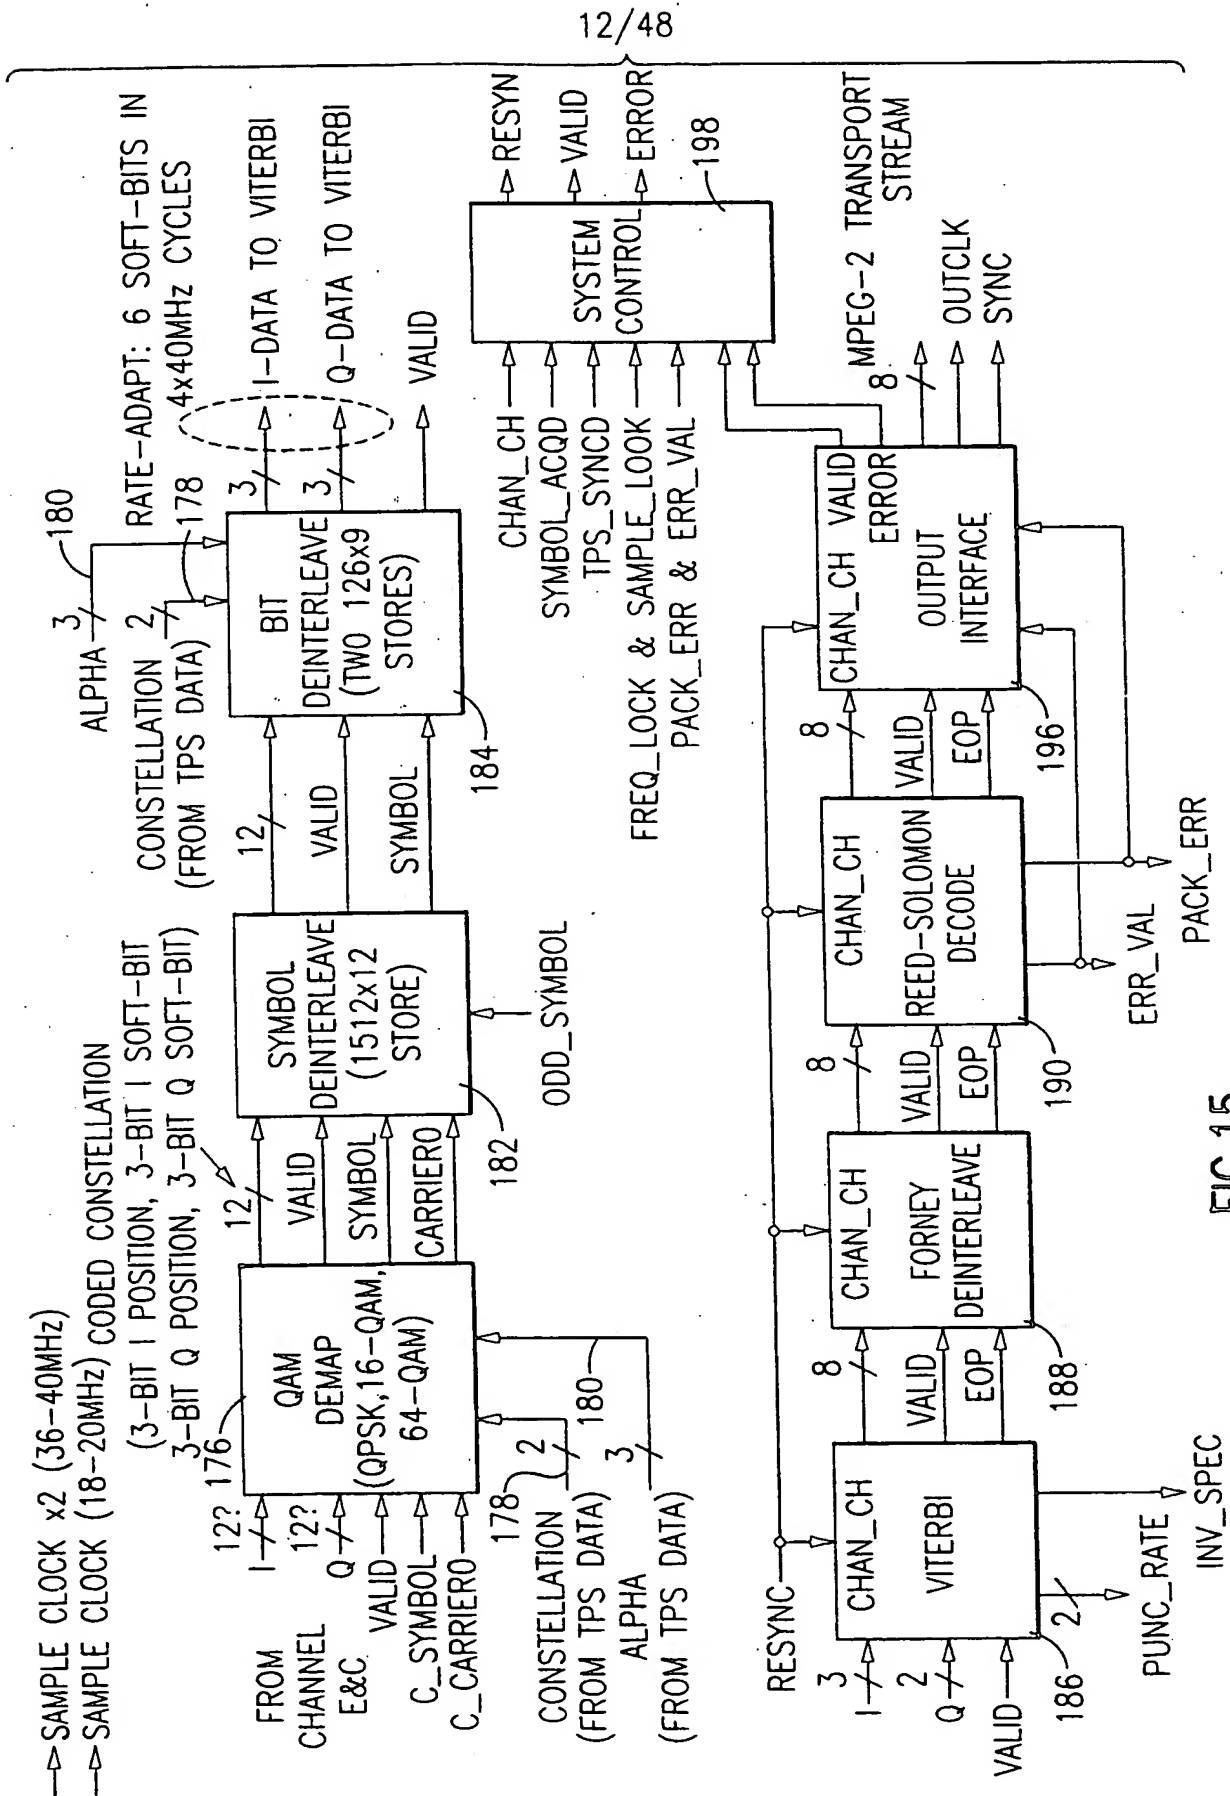 12/48
SAMPLE CLOCK x2 (36-40MHz)
SAMPLE CLOCK (18-20MHz)
CODED CONSTELLATION
(3-BIT I POSITION, 3-BIT I SOFT-BIT
3-BIT Q POSITION, 3-BIT Q SOFT-BIT)
ALPHA
3
180
CONSTELLATION
2
178
(FROM TPS DATA)
RATE-ADAPT: 6 SOFT-BITS IN
4x40MHz CYCLES
FROM
CHANNEL
E&C
12?
I
12?
Q
VALID
C_SYMBOL
C_CARRIER0
176
QAM
DEMAP
(QPSK,16-QAM,
64-QAM)
CONSTELLATION
(FROM TPS DATA)
178
2
ALPHA
(FROM TPS DATA)
3
180
12
VALID
SYMBOL
CARRIER0
SYMBOL
DEINTERLEAVE
(1512x12
STORE)
182
ODD_SYMBOL
12
VALID
SYMBOL
BIT
DEINTERLEAVE
(TWO 126x9
STORES)
184
3
I-DATA TO VITERBI
3
Q-DATA TO VITERBI
VALID
CHAN_CH
SYMBOL_ACQD
TPS_SYNCD
FREQ_LOCK & SAMPLE_LOOK
PACK_ERR & ERR_VAL
SYSTEM
CONTROL
RESYN
VALID
ERROR
198
RESYNC
3
I
2
Q
VALID
CHAN_CH
VITERBI
186
2
PUNC_RATE
INV_SPEC
8
VALID
EOP
CHAN_CH
FORNEY
DEINTERLEAVE
188
8
VALID
EOP
CHAN_CH
REED-SOLOMON
DECODE
190
ERR_VAL
PACK_ERR
8
VALID
EOP
CHAN_CH VALID
ERROR
OUTPUT
INTERFACE
196
8
MPEG-2 TRANSPORT
STREAM
OUTCLK
SYNC
FIG.15